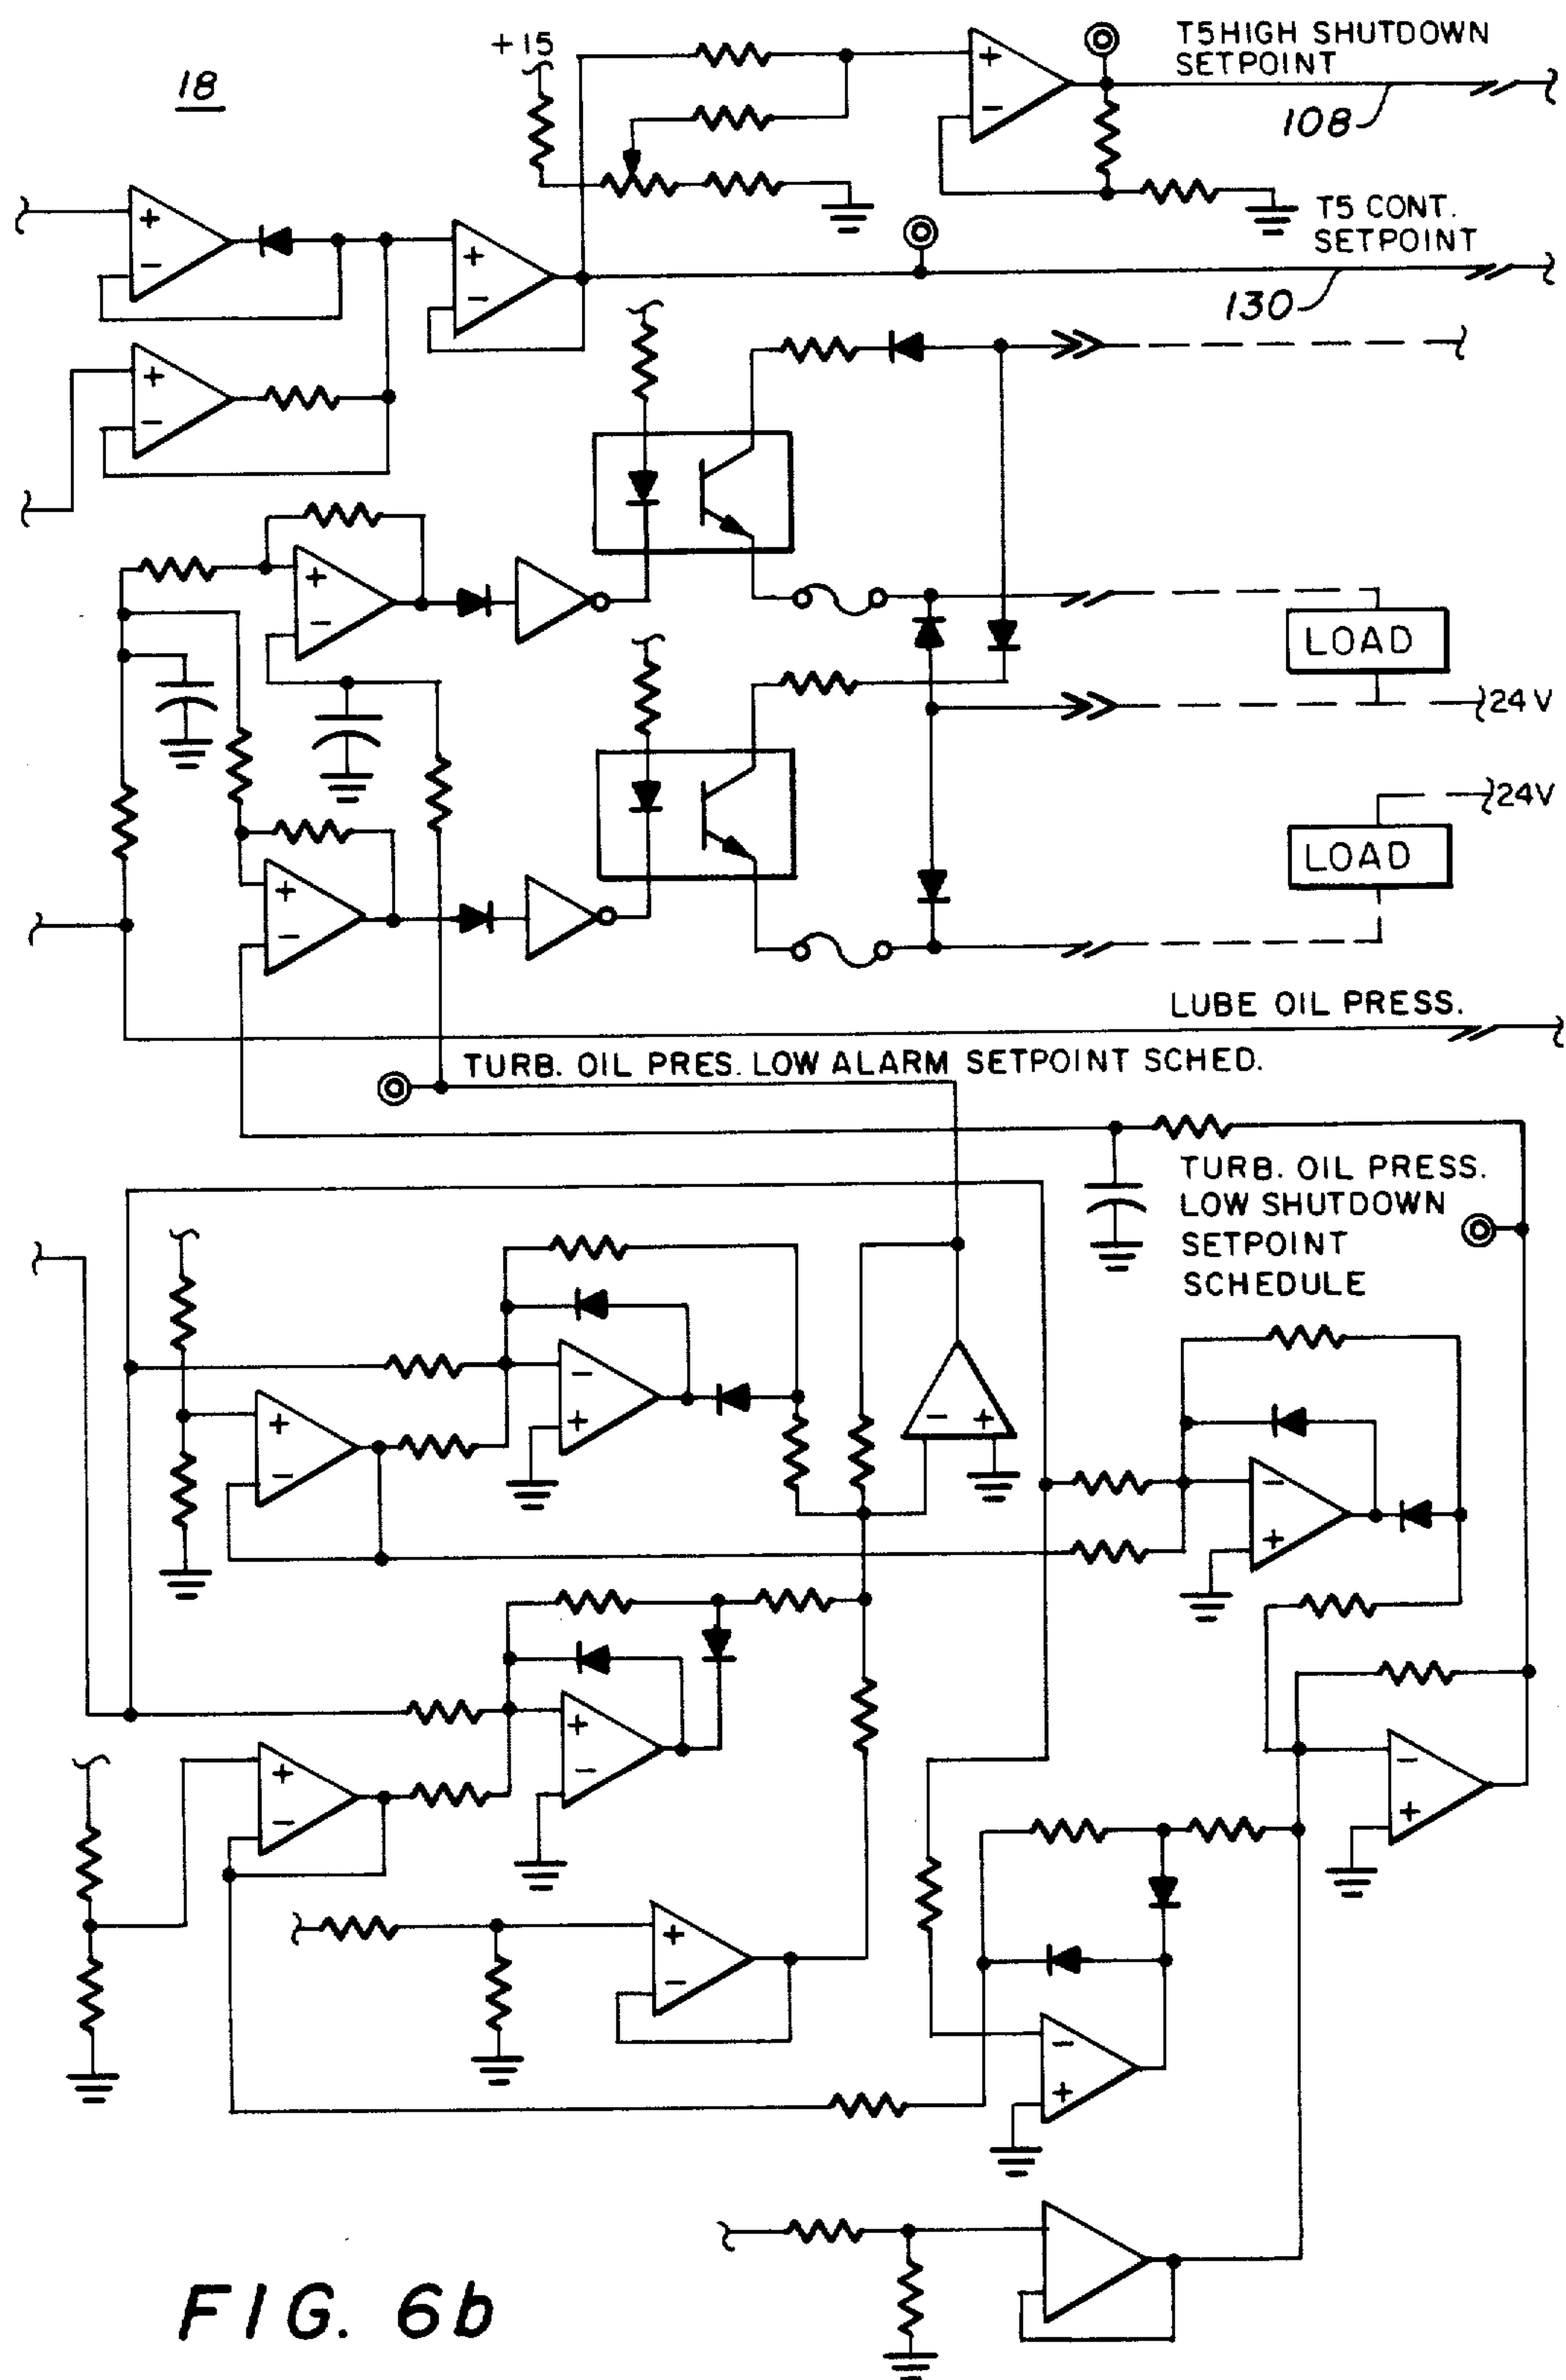 18
+15
T5HIGH SHUTDOWN
SETPOINT
108
T5 CONT.
SETPOINT
130
+
-
+
-
+
-
+
-
+
-
LOAD
24V
24V
LOAD
+
-
LUBE OIL PRESS.
TURB. OIL PRES. LOW ALARM SETPOINT SCHED.
TURB. OIL PRESS.
LOW SHUTDOWN
SETPOINT
SCHEDULE
-
+
+
-
- +
-
+
+
-
+
-
-
+
+
-
-
+
FIG. 6b